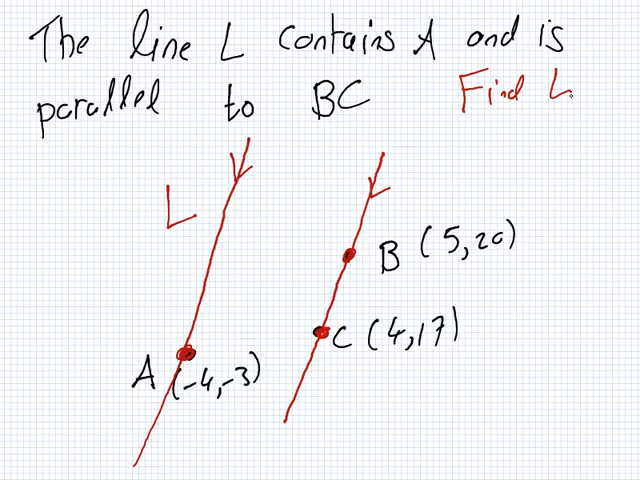 The line L contains A and is
parallel to BC Find L
L
B (5,20)
C (4,17)
A (-4,-3)